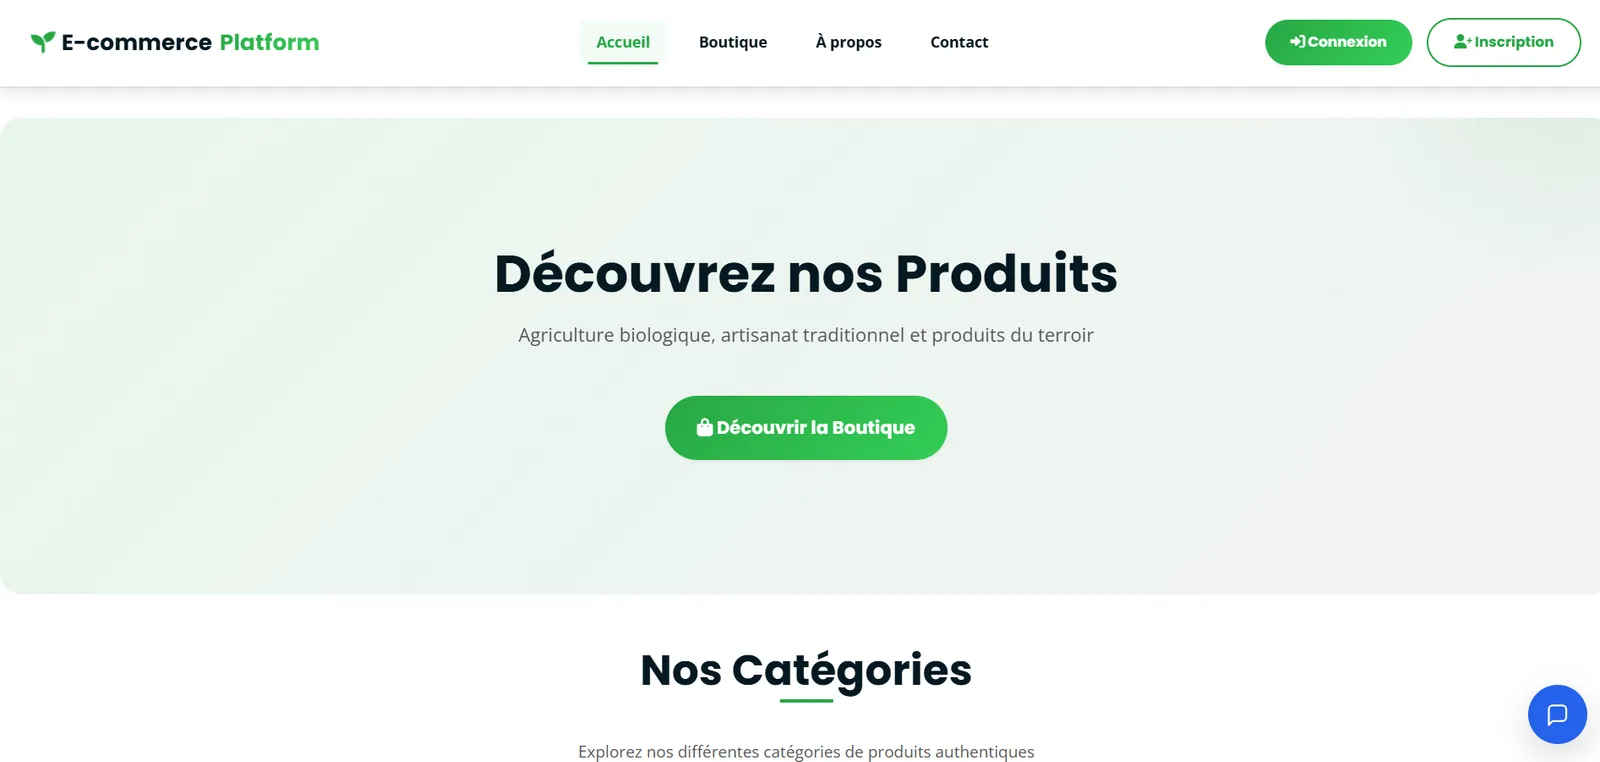 E-commerce Platform
Accueil
Boutique
À propos
Contact
Connexion
Inscription
Découvrez nos Produits
Agriculture biologique, artisanat traditionnel et produits du terroir
Découvrir la Boutique
Nos Catégories
Explorez nos différentes catégories de produits authentiques